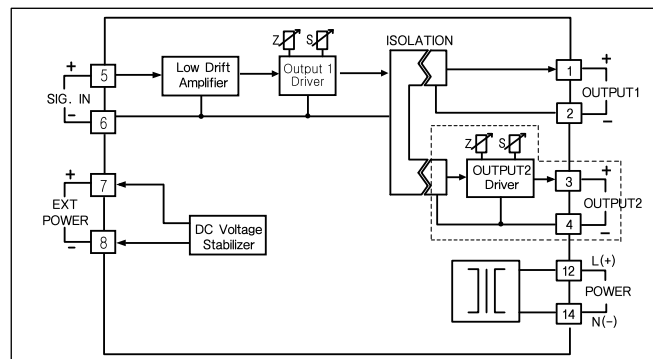 Z S ISOLATION
+ 5 Low Drift Amplifier Output 1 Driver 1 +
SIG. IN OUTPUT1
- 6 2 -
Z S
+ 7 OUTPUT2 Driver 3 +
EXT POWER DC Voltage Stabilizer OUTPUT2
- 8 4 -
12 L(+)
POWER
14 N(-)